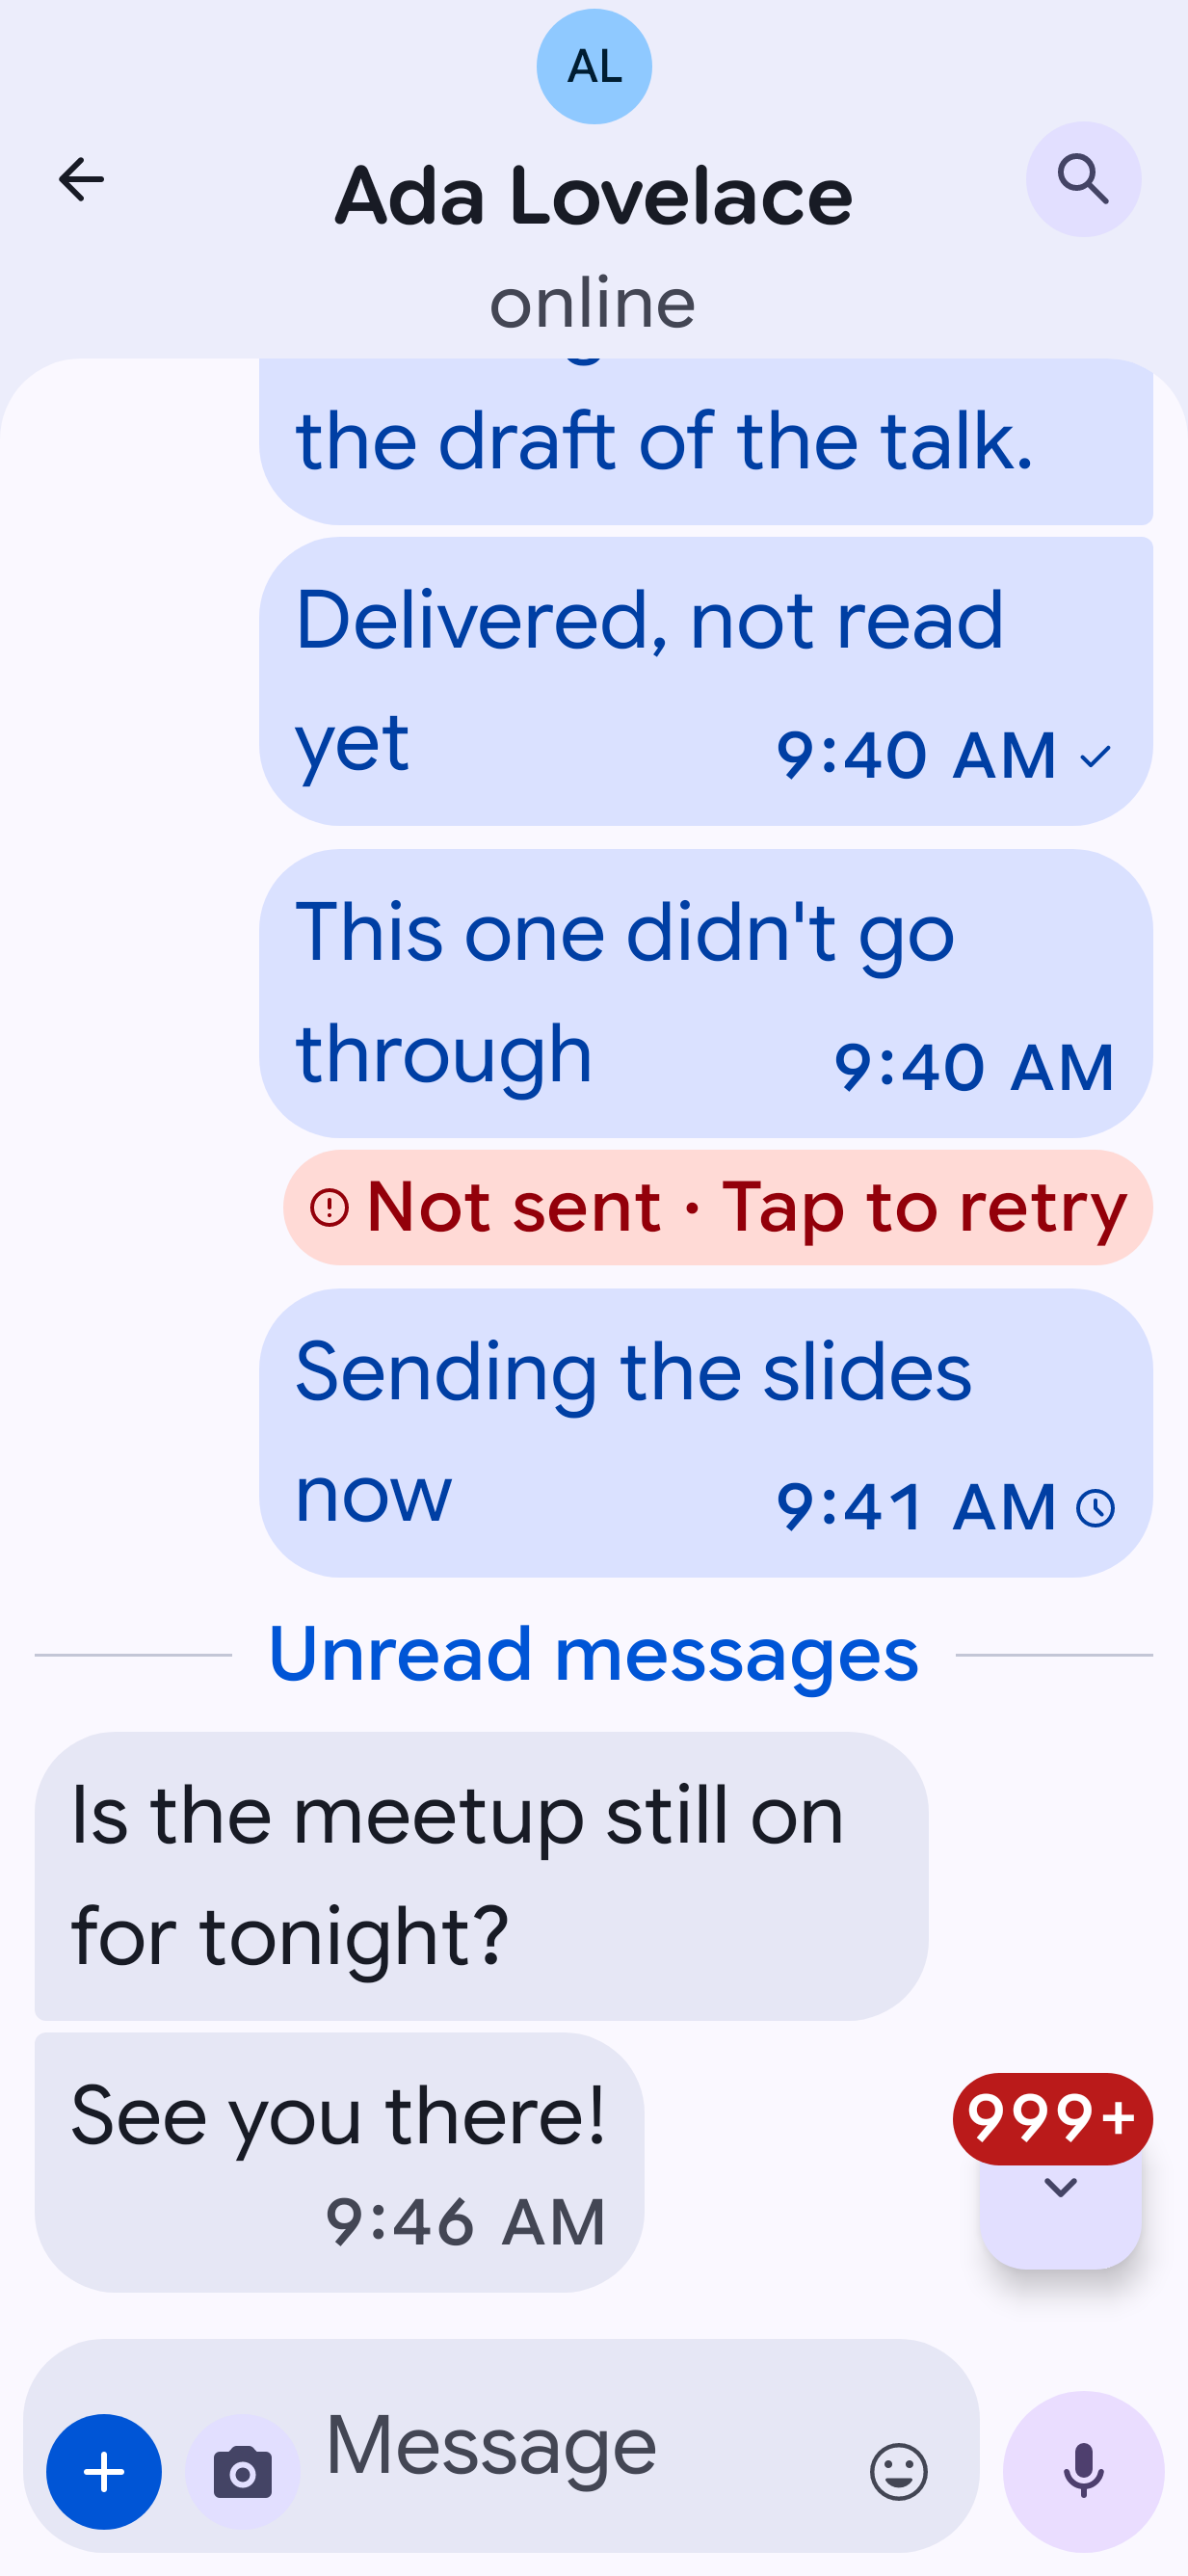 AL
Ada Lovelace
online
the draft of the talk.
Delivered, not read
yet 9:40 AM
This one didn't go
through 9:40 AM
Not sent · Tap to retry
Sending the slides
now 9:41 AM
Unread messages
Is the meetup still on
for tonight?
See you there!
9:46 AM
999+
Message